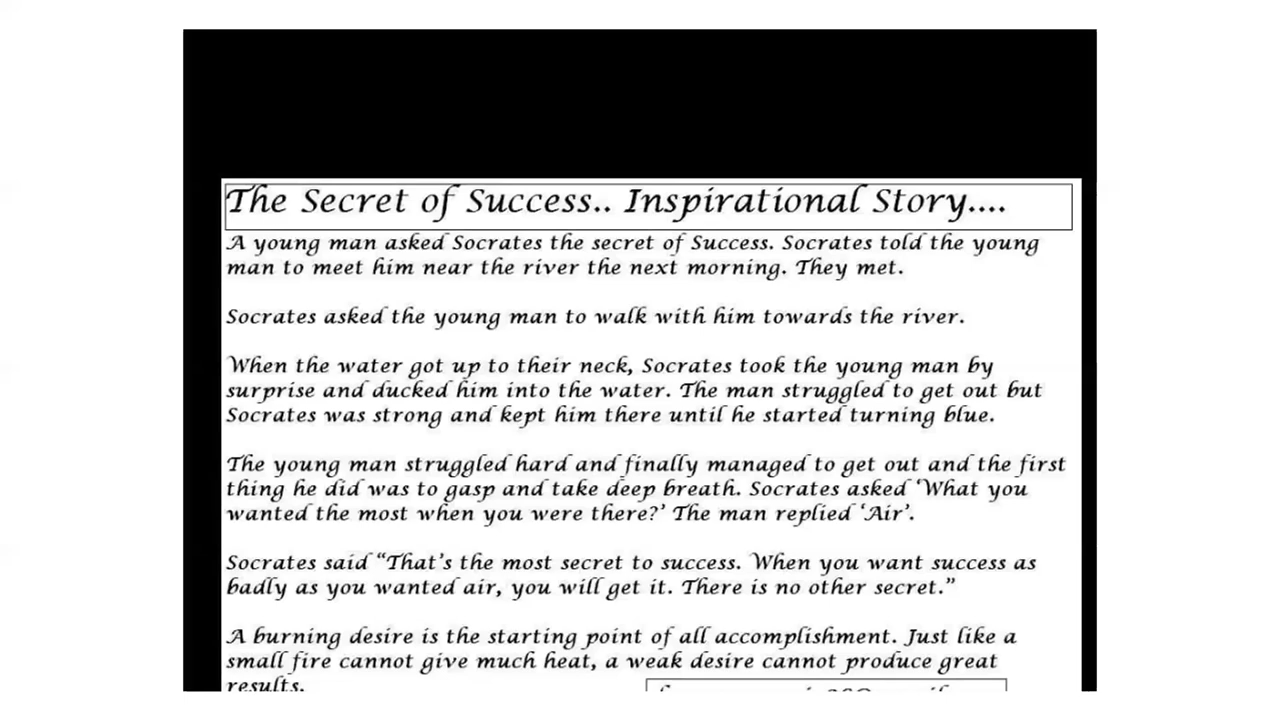 The Secret of Success.. Inspirational Story....
A young man asked Socrates the secret of Success. Socrates told the young
man to meet him near the river the next morning. They met.
Socrates asked the young man to walk with him towards the river.
When the water got up to their neck, Socrates took the young man by
surprise and ducked him into the water. The man struggled to get out but
Socrates was strong and kept him there until he started turning blue.
The young man struggled hard and finally managed to get out and the first
thing he did was to gasp and take deep breath. Socrates asked ‘What you
wanted the most when you were there?’ The man replied ‘Air’.
Socrates said “That’s the most secret to success. When you want success as
badly as you wanted air, you will get it. There is no other secret.”
A burning desire is the starting point of all accomplishment. Just like a
small fire cannot give much heat, a weak desire cannot produce great
results.